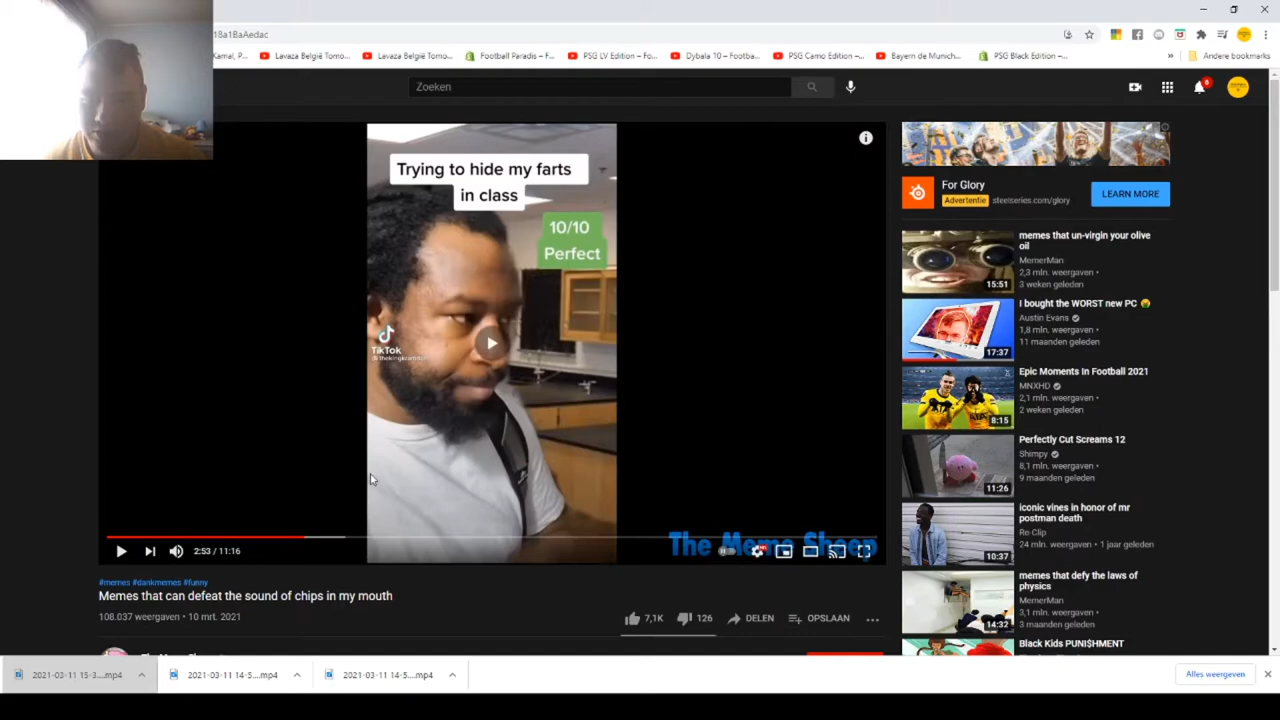 18a1BaAedac
Kamal, P...
Lavaza België Tomo...
Lavaza België Tomo...
Football Paradis – F...
PSG LV Edition – Fo...
Dybala 10 – Footba...
PSG Camo Edition –...
Bayern de Munich...
PSG Black Edition –...
»
Andere bookmarks
Zoeken
6
Trying to hide my farts
in class
10/10
Perfect
TikTok
The Meme Sheep
2:53 / 11:16
#memes #dankmemes #funny
Memes that can defeat the sound of chips in my mouth
108.037 weergaven • 10 mrt. 2021
7,1K
126
DELEN
OPSLAAN
For Glory
Advertentie steelseries.com/glory
LEARN MORE
memes that un-virgin your olive
oil
MemerMan
2,3 mln. weergaven •
3 weken geleden
15:51
I bought the WORST new PC
Austin Evans
1,8 mln. weergaven •
11 maanden geleden
17:37
Epic Moments In Football 2021
MNXHD
2,1 mln. weergaven •
2 weken geleden
8:15
Perfectly Cut Screams 12
Shimpy
8,1 mln. weergaven •
9 maanden geleden
11:26
iconic vines in honor of mr
postman death
Re-Clip
24 mln. weergaven • 1 jaar geleden
10:37
memes that defy the laws of
physics
MemerMan
3,1 mln. weergaven •
3 maanden geleden
14:32
Black Kids PUNI$HMENT
2021-03-11 15-3....mp4
2021-03-11 14-5....mp4
2021-03-11 14-5....mp4
Alles weergeven